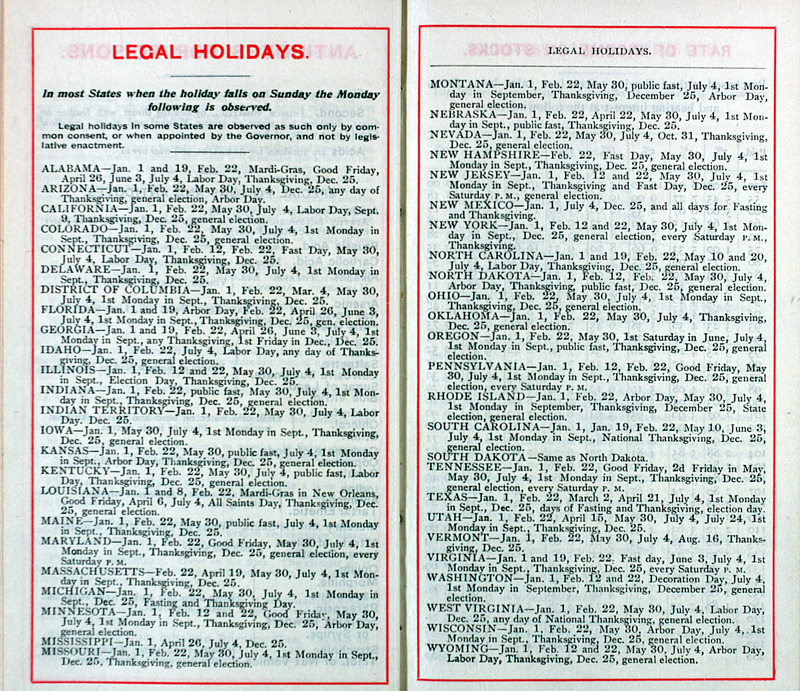 LEGAL HOLIDAYS.
In most States when the holiday falls on Sunday the Monday
following is observed.
Legal holidays in some States are observed as such only by com-
mon consent, or when appointed by the Governor, and not by legis-
lative enactment.
ALABAMA—Jan. 1 and 19, Feb. 22, Mardi-Gras, Good Friday,
April 26, June 3, July 4, Labor Day, Thanksgiving, Dec. 25.
ARIZONA—Jan. 1, Feb. 22, May 30, July 4, Dec. 25, any day of
Thanksgiving, general election, Arbor Day.
CALIFORNIA—Jan. 1, Feb. 22, May 30, July 4, Labor Day, Sept.
9, Thanksgiving, Dec. 25, general election.
COLORADO—Jan. 1, Feb. 22, May 30, July 4, 1st Monday in
Sept., Thanksgiving, Dec. 25, general election.
CONNECTICUT—Jan. 1, Feb. 12, Feb. 22, Fast Day, May 30,
July 4, Labor Day, Thanksgiving, Dec. 25.
DELAWARE—Jan. 1, Feb. 22, May 30, July 4, 1st Monday in
Sept., Thanksgiving, Dec. 25.
DISTRICT COLUMBIA—Jan. 1, Feb. 22, Mar. 4, May 30,
July 4, 1st Monday in Sept., Thanksgiving, Dec. 25.
FLORIDA—Jan. 1 and 19, Arbor Day, Feb. 22, April 26, June 3,
July 4, 1st Monday in Sept., Thanksgiving, Dec. 25, gen. election.
GEORGIA—Jan. 1 and 19, Feb. 22, April 26, June 3, July 4, 1st
Monday in Sept., any Thanksgiving, 1st Friday in Dec., Dec. 25.
IDAHO—Jan. 1, Feb. 22, July 4, Labor Day, any day of Thanks-
giving, Dec. 25, general election.
ILLINOIS—Jan. 1, Feb. 12 and 22, May 30, July 4, 1st Monday
in Sept., Election Day, Thanksgiving, Dec. 25.
INDIANA—Jan. 1, Feb. 22, public fast, May 30, July 4, 1st Mon-
day in Sept., Thanksgiving, Dec. 25, general election.
INDIAN TERRITORY—Jan. 1, Feb. 22, May 30, July 4, Labor
Day. Dec. 25.
IOWA—Jan. 1, May 30, July 4, 1st Monday in Sept., Thanksgiving,
Dec. 25, general election.
KANSAS—Jan. 1, Feb. 22, May 30, public fast, July 4, 1st Monday
in Sept., Arbor Day, Thanksgiving, Dec. 25, general election.
KENTUCKY—Jan. 1, Feb. 22, May 30, July 4, public fast, Labor
Day, Thanksgiving, Dec. 25, general election.
LOUISIANA—Jan. 1 and 8, Feb. 22, Mardi-Gras in New Orleans,
Good Friday, April 6, July 4, All Saints Day, Thanksgiving, Dec.
25, general election.
MAINE—Jan. 1, Feb. 22, May 30, public fast, July 4, 1st Monday
in Sept., Thanksgiving, Dec. 25.
MARYLAND—Jan. 1, Feb. 22, Good Friday, May 30, July 4, 1st
Monday in Sept., Thanksgiving, Dec. 25, general election, every
Saturday P. M.
MASSACHUSETTS—Feb. 22, April 19, May 30, July 4, 1st Mon-
day in Sept., Thanksgiving, Dec. 25.
MICHIGAN—Jan. 1, Feb. 22, May 30, July 4, 1st Monday in
Sept., Dec. 25, Fasting and Thanksgiving Day.
MINNESOTA—Jan. 1, Feb. 12 and 22, Good Friday, May 30,
July 4, 1st Monday in Sept., Thanksgiving, Dec. 25, Arbor Day,
general election.
MISSISSIPPI—Jan. 1, April 26, July 4, Dec. 25.
MISSOURI—Jan. 1, Feb. 22, May 30, July 4, 1st Monday in Sept.,
Dec. 25, Thanksgiving, general election.
LEGAL HOLIDAYS.
MONTANA—Jan. 1, Feb. 22, May 30, public fast, July 4, 1st Mon-
day in September, Thanksgiving, December 25, Arbor Day,
general election.
NEBRASKA—Jan. 1, Feb. 22, April 22, May 30, July 4, 1st Mon-
day in Sept., public fast, Thanksgiving, Dec. 25.
NEVADA—Jan. 1, Feb. 22, May 30, July 4, Oct. 31, Thanksgiving,
Dec. 25, general election.
NEW HAMPSHIRE—Feb. 22, Fast Day, May 30, July 4, 1st
Monday in Sept., Thanksgiving, Dec. 25, general election.
NEW JERSEY—Jan. 1, Feb. 12 and 22, May 30, July 4, 1st
Monday in Sept., Thanksgiving and Fast Day, Dec. 25, every
Saturday P. M., general election.
NEW MEXICO—Jan. 1, July 4, Dec. 25, and all days for Fasting
and Thanksgiving.
NEW YORK—Jan. 1, Feb. 12 and 22, May 30, July 4, 1st Mon-
day in Sept., Dec. 25, general election, every Saturday P. M.,
Thanksgiving.
NORTH CAROLINA—Jan. 1 and 19, Feb. 22, May 10 and 20,
July 4, Labor Day, Thanksgiving, Dec. 25, general election.
NORTH DAKOTA—Jan. 1, Feb. 12, Feb. 22, May 30, July 4,
Arbor Day, Thanksgiving, public fast, Dec. 25, general election.
OHIO—Jan. 1, Feb. 22, May 30, July 4, 1st Monday in Sept.,
Thanksgiving, Dec. 25, general election.
OKLAHOMA—Jan. 1, Feb. 22, May 30, July 4, Thanksgiving,
Dec. 25, general election.
OREGON—Jan. 1, Feb. 22, May 30, 1st Saturday in June, July 4,
1st Monday in Sept., public fast, Thanksgiving, Dec. 25, general
election.
PENNSYLVANIA—Jan. 1, Feb. 12, Feb. 22, Good Friday, May
30, July 4, 1st Monday in Sept., Thanksgiving, Dec. 25, general
election, every Saturday P. M.
RHODE ISLAND—Jan. 1, Feb. 22, Arbor Day, May 30, July 4,
1st Monday in September, Thanksgiving, December 25, State
election, general election.
SOUTH CAROLINA—Jan. 1, Jan. 19, Feb. 22, May 10, June 3,
July 4, 1st Monday in Sept., National Thanksgiving, Dec. 25,
general election.
SOUTH DAKOTA—Same as North Dakota.
TENNESSEE—Jan. 1, Feb. 22, Good Friday, 2d Friday in May,
May 30, July 4, 1st Monday in Sept., Thanksgiving, Dec. 25,
general election, every Saturday P. M.
TEXAS—Jan. 1, Feb. 22, March 2, April 21, July 4, 1st Monday
in Sept., Dec. 25, days of Fasting and Thanksgiving, election day.
UTAH—Jan. 1, Feb. 22, April 15, May 30, July 4, July 24, 1st
Monday in Sept., Thanksgiving, Dec. 25.
VERMONT—Jan. 1, Feb. 22, May 30, July 4, Aug. 16, Thanks-
giving, Dec. 25.
VIRGINIA—Jan. 1 and 19, Feb. 22, Fast day, June 3, July 4, 1st
Monday in Sept., Thanksgiving, Dec. 25, every Saturday P. M.
WASHINGTON—Jan. 1, Feb. 12 and 22, Decoration Day, July 4,
1st Monday in September, Thanksgiving, December 25, general
election.
WEST VIRGINIA—Jan. 1, Feb. 22, May 30, July 4, Labor Day,
Dec. 25, any day of National Thanksgiving, general election.
WISCONSIN—Jan. 1, Feb. 22, May 30, Arbor Day, July 4, 1st
Monday in Sept., Thanksgiving, Dec. 25, general election.
WYOMING—Jan. 1, Feb. 12 and 22, May 30, July 4, Arbor Day,
Labor Day, Thanksgiving, Dec. 25, general election.